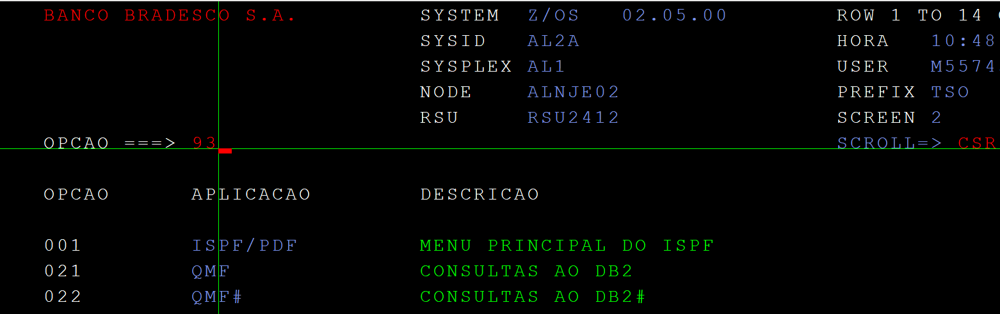 BANCO BRADESCO S.A. SYSTEM Z/OS 02.05.00 ROW 1 TO 14
SYSID AL2A HORA 10:48
SYSPLEX AL1 USER M5574
NODE ALNJE02 PREFIX TSO
RSU RSU2412 SCREEN 2
OPCAO ===> 93 SCROLL=> CSR
OPCAO APLICACAO DESCRICAO
001 ISPF/PDF MENU PRINCIPAL DO ISPF
021 QMF CONSULTAS AO DB2
022 QMF# CONSULTAS AO DB2#